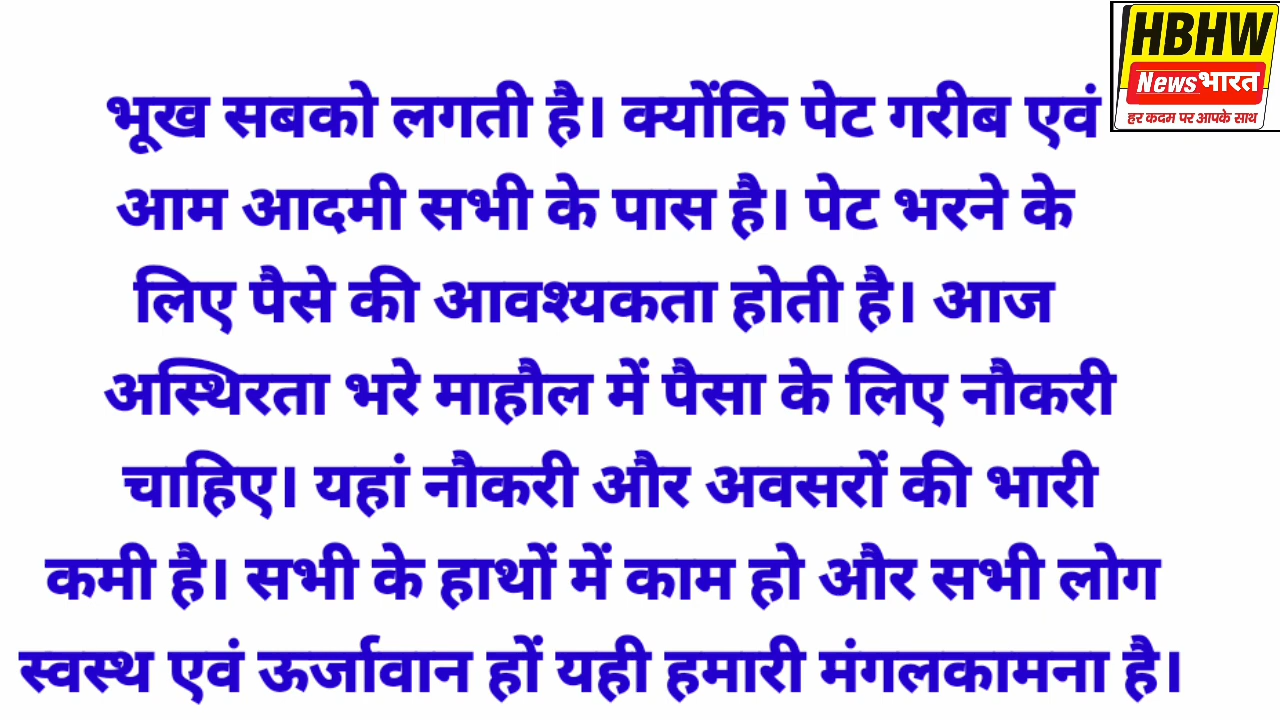 HBHW
Newsभारत
हर कदम पर आपके साथ
भूख सबको लगती है। क्योंकि पेट गरीब एवं
आम आदमी सभी के पास है। पेट भरने के
लिए पैसे की आवश्यकता होती है। आज
अस्थिरता भरे माहौल में पैसा के लिए नौकरी
चाहिए। यहां नौकरी और अवसरों की भारी
कमी है। सभी के हाथों में काम हो और सभी लोग
स्वस्थ एवं ऊर्जावान हों यही हमारी मंगलकामना है।